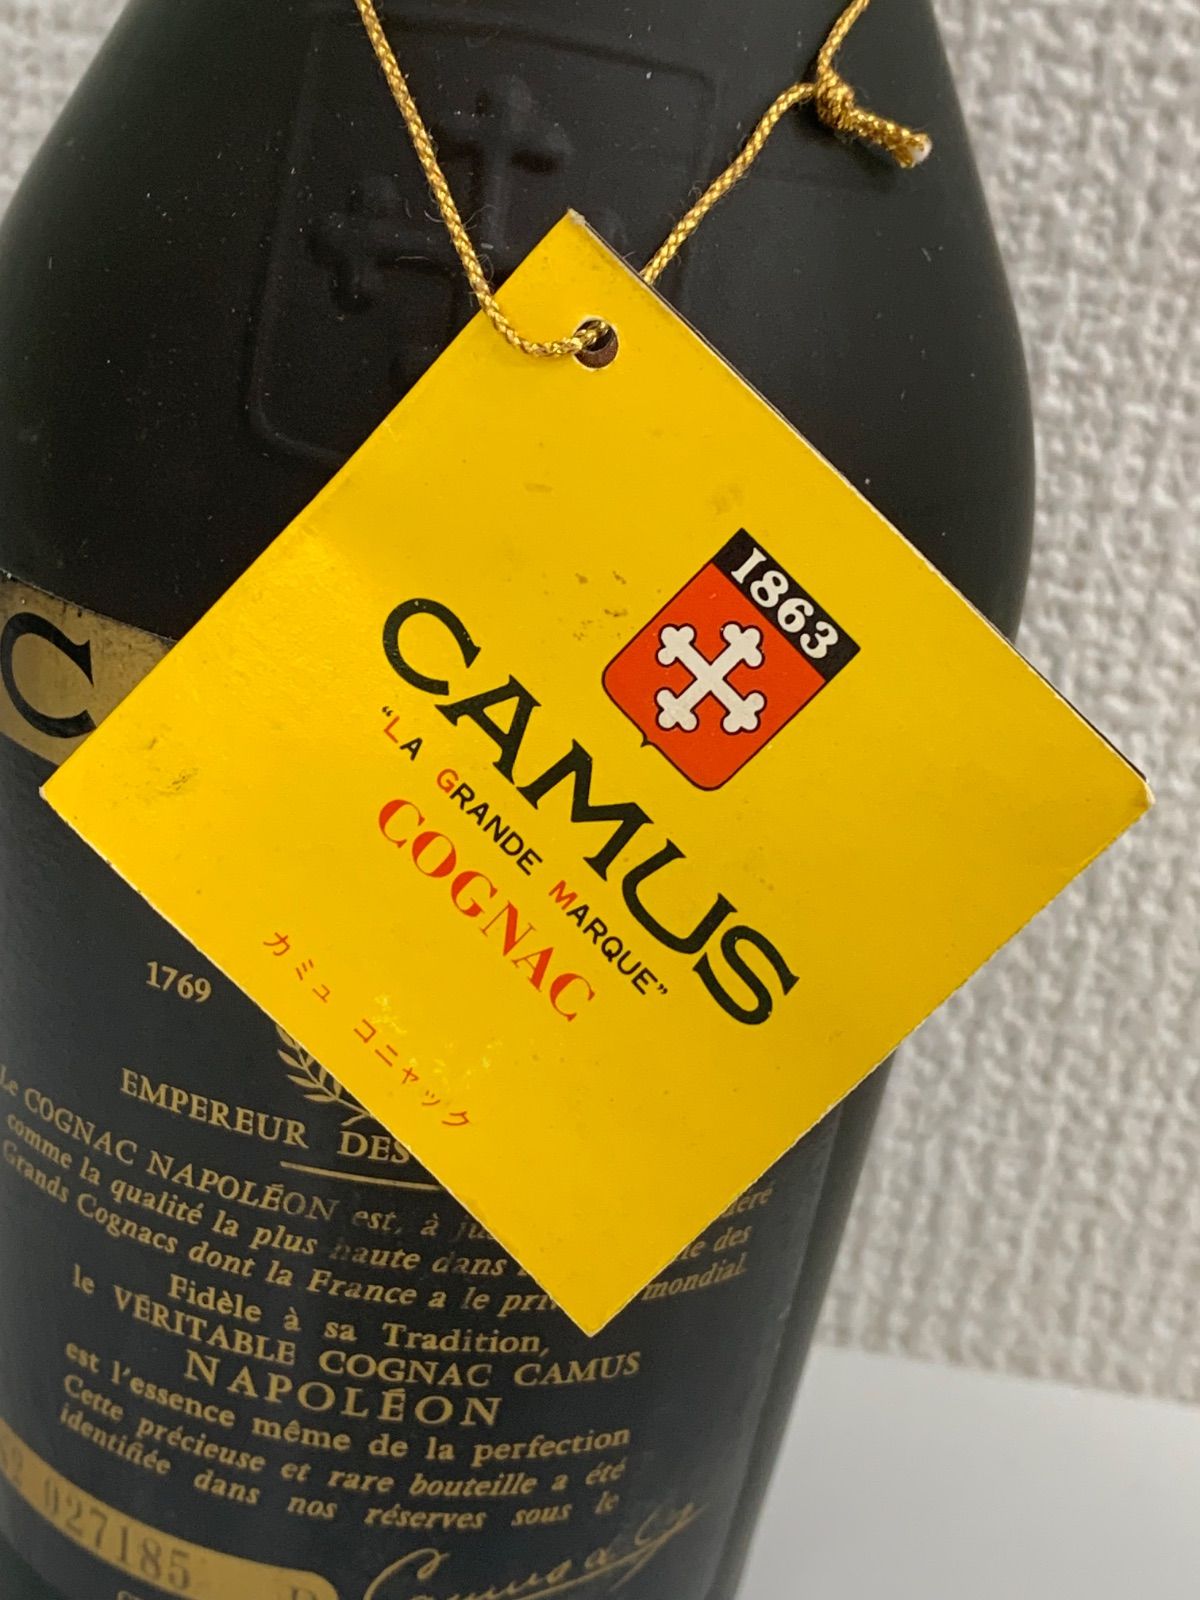 1863
CAMUS
"LA GRANDE MARQUE"
COGNAC
カミュ コニャック
C
1769
EMPEREUR DES
Le COGNAC NAPOLÉON est, à
comme la qualité la plus haute dans des
Grands Cognacs dont la France a le mondial.
Fidèle à sa Tradition,
le VÉRITABLE COGNAC CAMUS
NAPOLÉON
est l'essence même de la perfection
Cette précieuse et rare bouteille a été
identifiée dans nos réserves sous le
027185